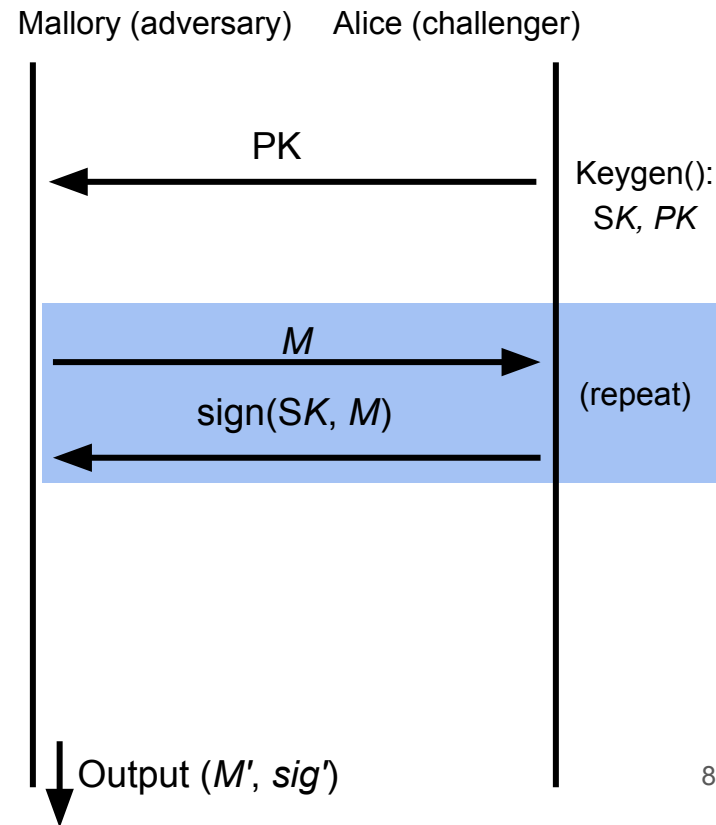 Mallory (adversary) Alice (challenger)
PK
Keygen():
SK, PK
M
sign(SK, M)
(repeat)
Output (M', sig')
8